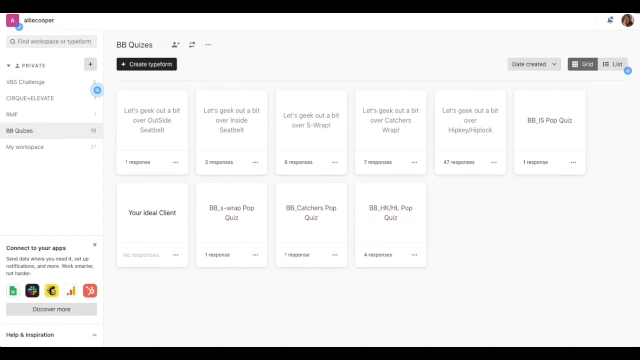 A
alliecooper
Find workspace or typeform
PRIVATE
+
VBS Challenge
CIRQUE+ELEVATE
RMF
1
BB Quizes
10
My workspace
27
Connect to your apps
×
Send data where you need it, set up
notifications, and more. Work smarter,
not harder.
Discover more
Help & Inspiration
BB Quizes
...
+ Create typeform
Date created
Grid
List
Let's geek out a bit
over OutSide
Seatbelt
1 response
...
Let's geek out a bit
over Inside
Seatbelt
3 responses
...
Let's geek out a bit
over S-Wrap!
6 responses
...
Let's geek out a bit
over Catchers
Wrap!
7 responses
...
Let's geek out a bit
over
Hipkey/Hiplock
47 responses
...
BB_IS Pop Quiz
1 response
...
Your ideal Client
No responses
...
BB_s-wrap Pop
Quiz
1 response
...
BB_Catchers Pop
Quiz
1 response
...
BB_HK/HL Pop
Quiz
4 responses
...